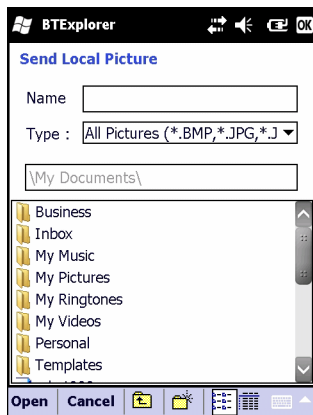 BTExplorer
OK
Send Local Picture
Name
Type : All Pictures (*.BMP,*.JPG,*.J
\My Documents\
Business
Inbox
My Music
My Pictures
My Ringtones
My Videos
Personal
Templates
Open Cancel